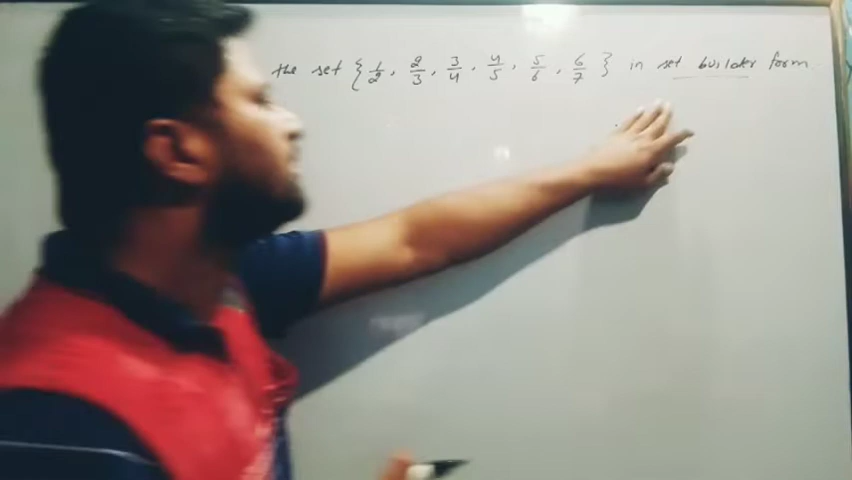 the set { 1/2 , 2/3 , 3/4 , 4/5 , 5/6 , 6/7 } in set builder form.